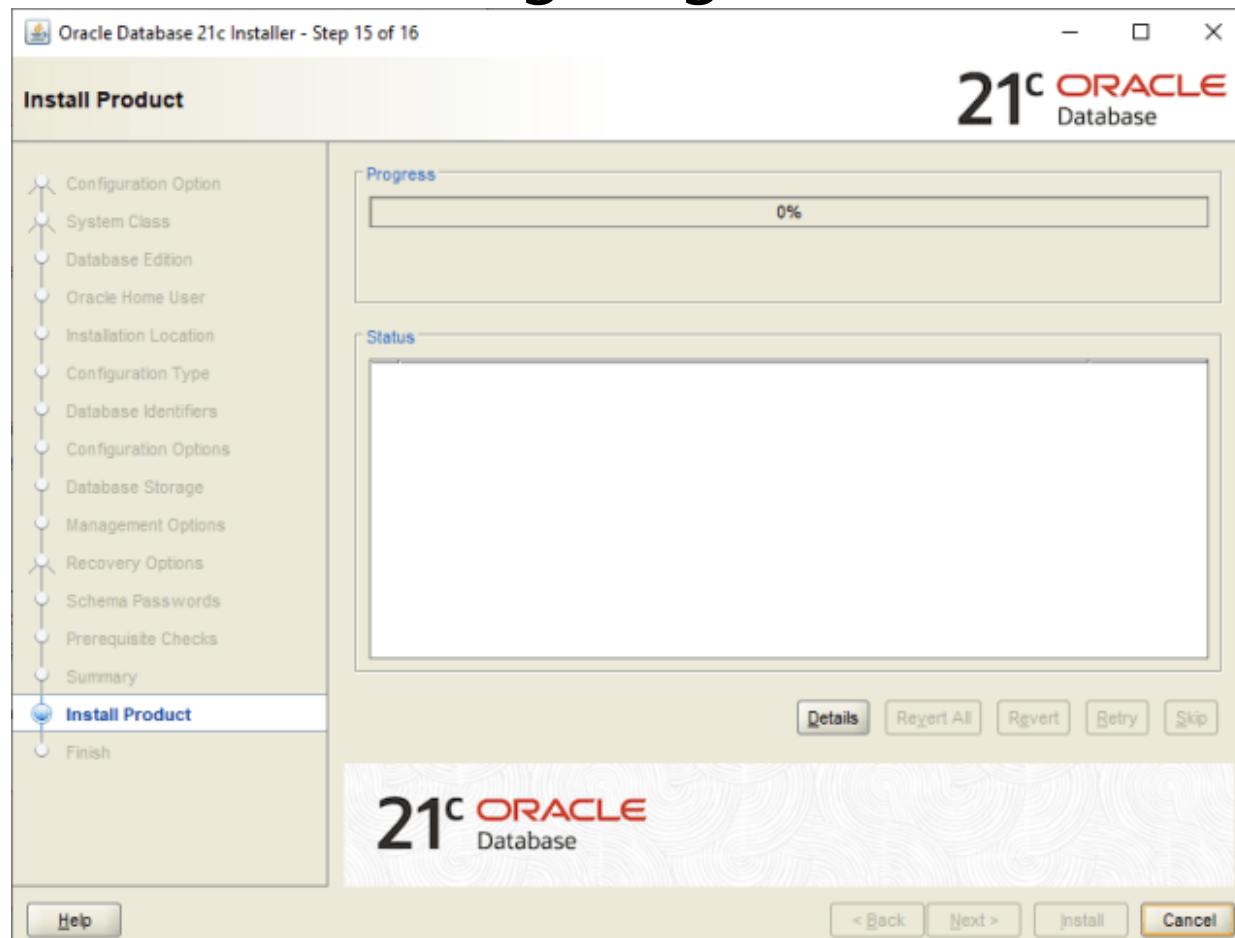 Oracle Database 21c Installer - Step 15 of 16
Install Product
21c ORACLE
Database
Configuration Option
System Class
Database Edition
Oracle Home User
Installation Location
Configuration Type
Database Identifiers
Configuration Options
Database Storage
Management Options
Recovery Options
Schema Passwords
Prerequisite Checks
Summary
Install Product
Finish
Progress
0%
Status
Details Revert All Revert Retry Skip
21c ORACLE
Database
Help < Back Next > Install Cancel